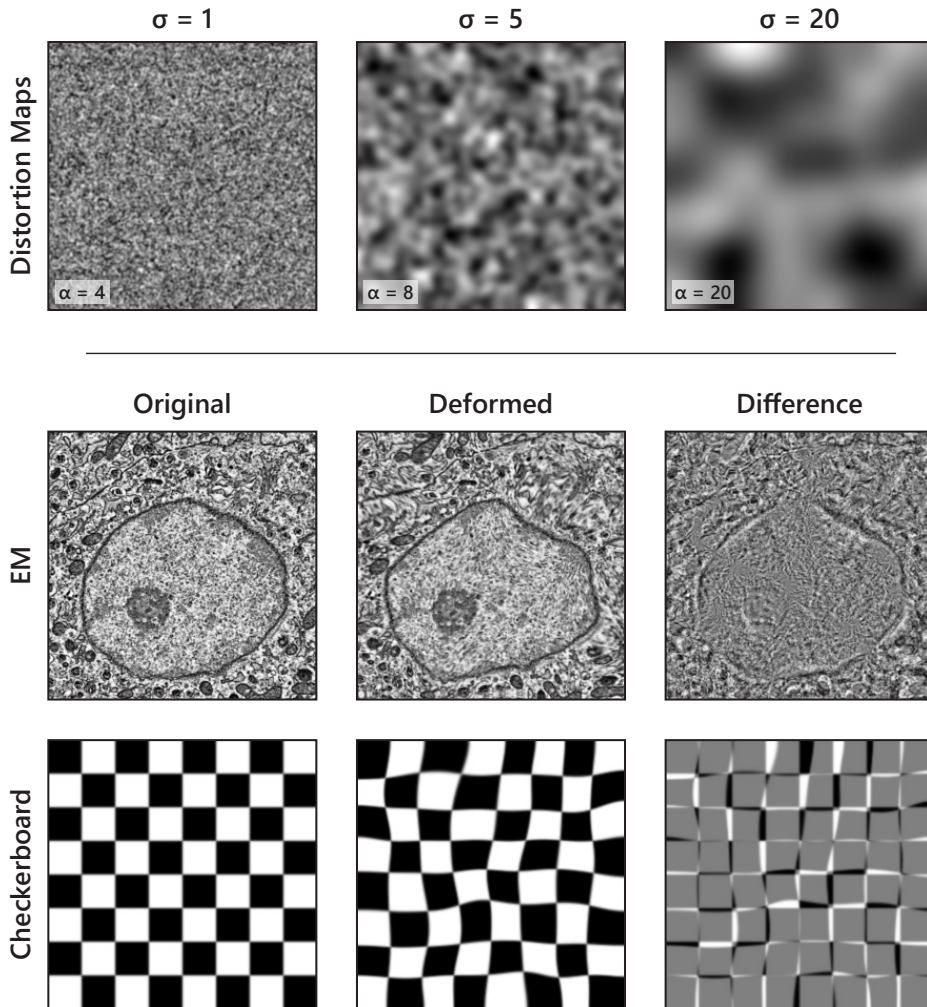 σ = 1
σ = 5
σ = 20
Distortion Maps
α = 4
α = 8
α = 20
Original
Deformed
Difference
EM
Checkerboard